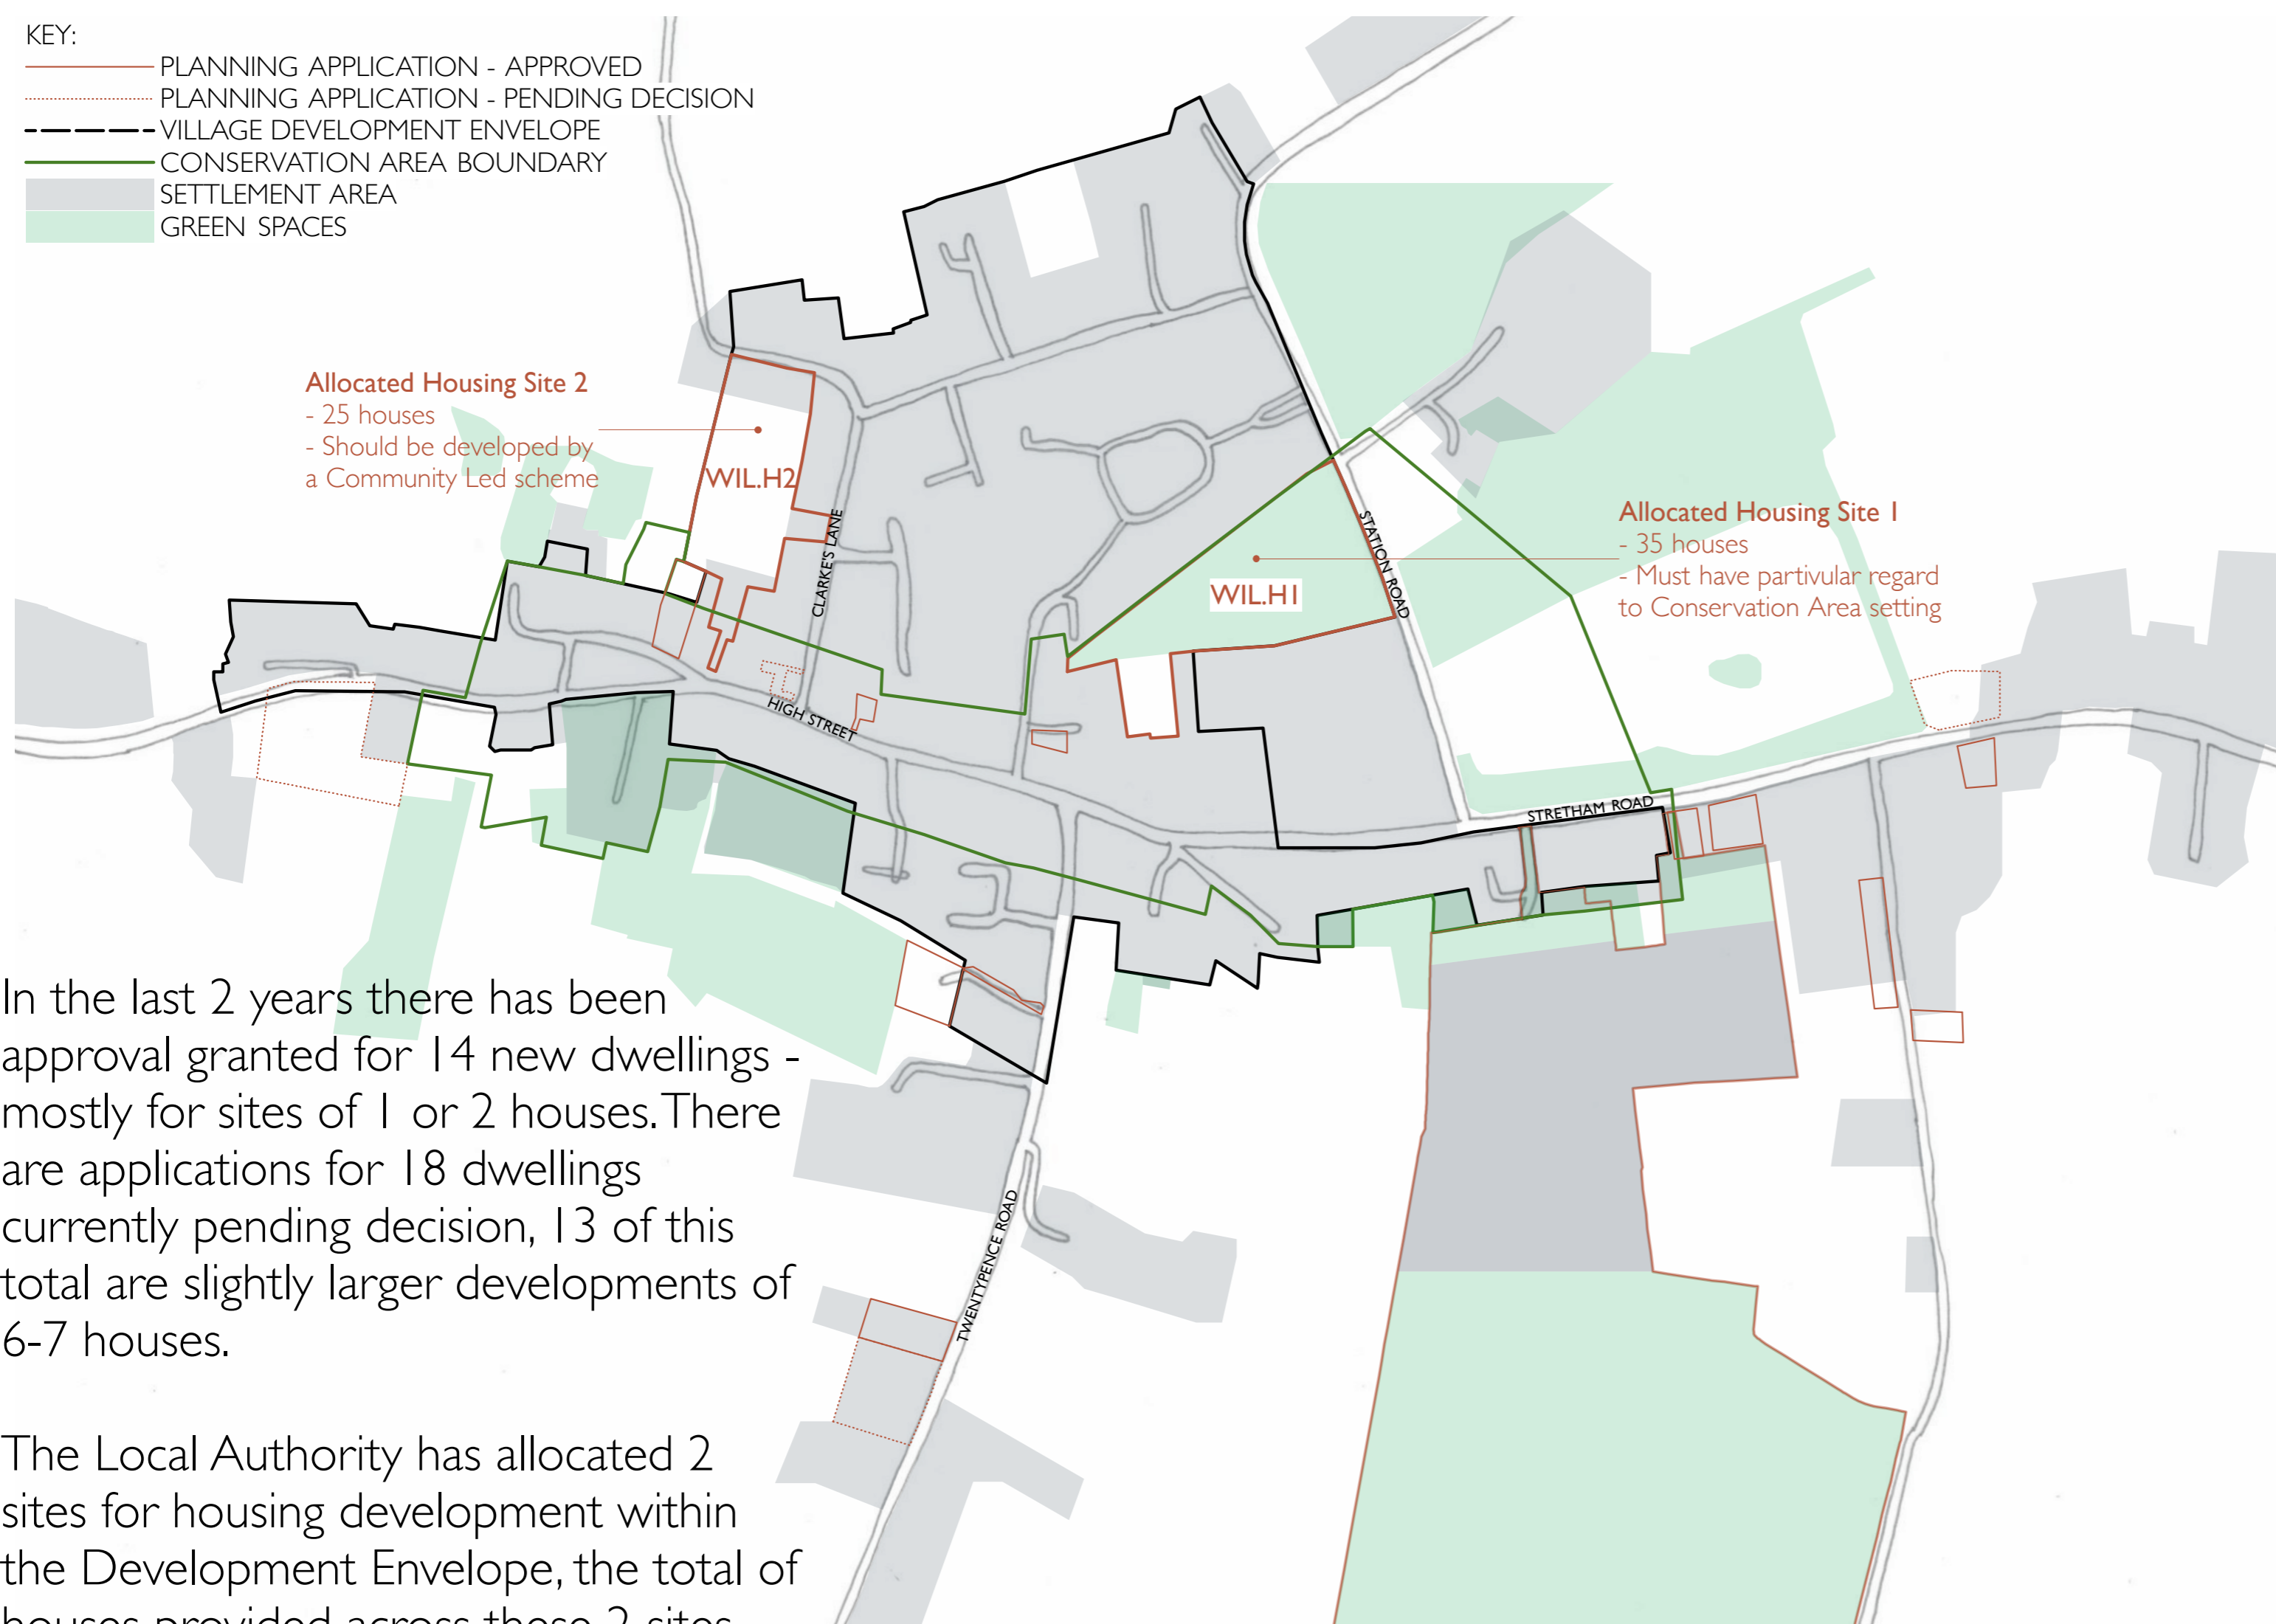 KEY:
PLANNING APPLICATION - APPROVED
PLANNING APPLICATION - PENDING DECISION
VILLAGE DEVELOPMENT ENVELOPE
CONSERVATION AREA BOUNDARY
SETTLEMENT AREA
GREEN SPACES
Allocated Housing Site 2
- 25 houses
- Should be developed by
a Community Led scheme
WIL.H2
CLARKE'S LANE
HIGH STREET
STATION ROAD
WIL.H1
Allocated Housing Site 1
- 35 houses
- Must have partivular regard
to Conservation Area setting
STRETHAM ROAD
TWENTYPENCE ROAD
In the last 2 years there has been
approval granted for 14 new dwellings -
mostly for sites of 1 or 2 houses. There
are applications for 18 dwellings
currently pending decision, 13 of this
total are slightly larger developments of
6-7 houses.
The Local Authority has allocated 2
sites for housing development within
the Development Envelope, the total of
houses provided across these 2 sites